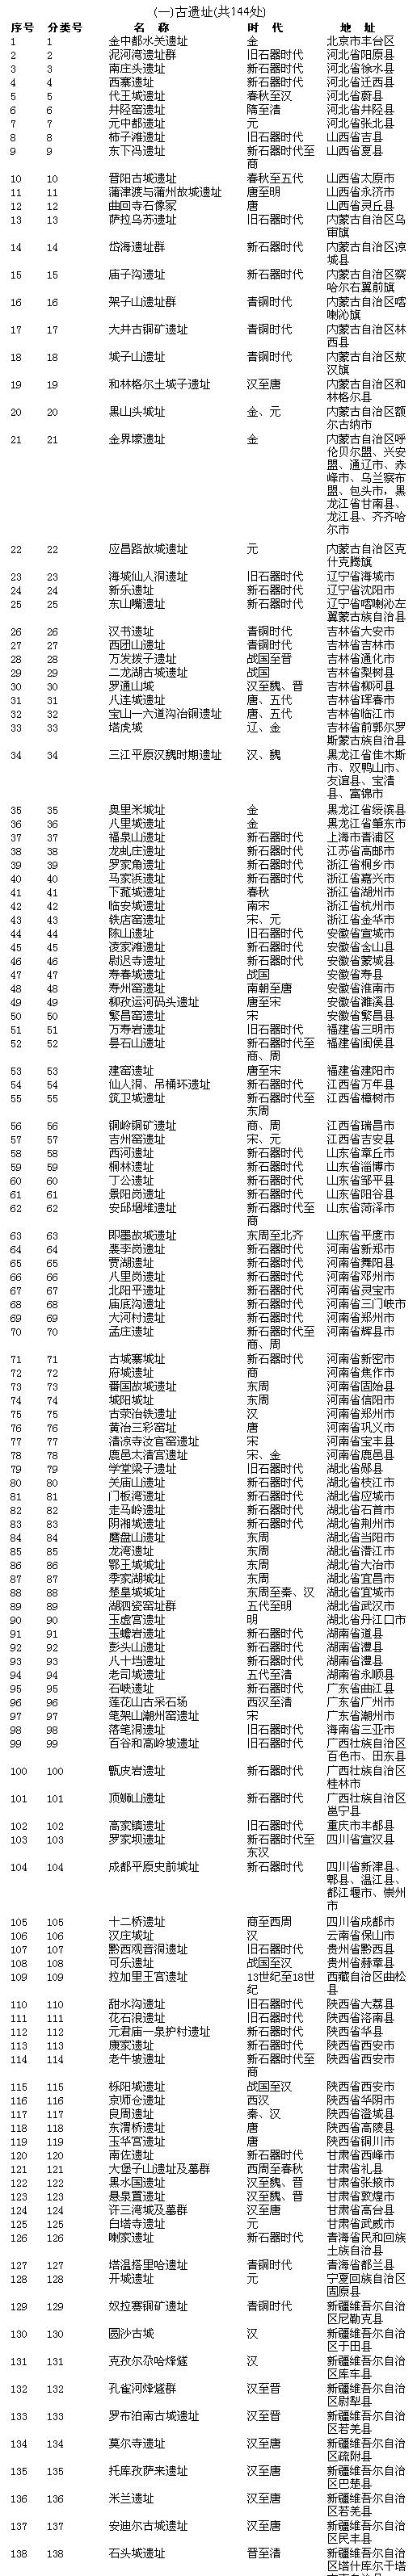 (一)古遗址(共144处)
序号 分类号 名 称 时 代 地 址
1 1 金中都水关遗址 金 北京市丰台区
2 2 泥河湾遗址群 旧石器时代 河北省阳原县
3 3 南庄头遗址 新石器时代 河北省徐水县
4 4 西寨遗址 新石器时代 河北省迁西县
5 5 代王城遗址 春秋至汉 河北省蔚县
6 6 井陉窑遗址 隋至清 河北省井陉县
7 7 元中都遗址 元 河北省张北县
8 8 柿子滩遗址 旧石器时代 山西省吉县
9 9 东下冯遗址 新石器时代至 山西省夏县
商
10 10 晋阳古城遗址 春秋至五代 山西省太原市
11 11 蒲津渡与蒲州故城遗址 唐至明 山西省永济市
12 12 曲回寺石像冢 唐 山西省灵丘县
13 13 萨拉乌苏遗址 旧石器时代 内蒙古自治区乌
审旗
14 14 岱海遗址群 新石器时代 内蒙古自治区凉
城县
15 15 庙子沟遗址 新石器时代 内蒙古自治区察
哈尔右翼前旗
16 16 架子山遗址群 青铜时代 内蒙古自治区喀
喇沁旗
17 17 大井古铜矿遗址 青铜时代 内蒙古自治区林
西县
18 18 城子山遗址 青铜时代 内蒙古自治区敖
汉旗
19 19 和林格尔土城子遗址 汉至唐 内蒙古自治区和
林格尔县
20 20 黑山头城址 金、元 内蒙古自治区额
尔古纳市
21 21 金界壕遗址 金 内蒙古自治区呼
伦贝尔盟、兴安
盟、通辽市、赤
峰市、乌兰察布
盟、包头市，黑
龙江省甘南县、
龙江县、齐齐哈
尔市
22 22 应昌路故城遗址 元 内蒙古自治区克
什克腾旗
23 23 海城仙人洞遗址 旧石器时代 辽宁省海城市
24 24 新乐遗址 新石器时代 辽宁省沈阳市
25 25 东山嘴遗址 新石器时代 辽宁省喀喇沁左
翼蒙古族自治县
26 26 汉书遗址 青铜时代 吉林省大安市
27 27 西团山遗址 青铜时代 吉林省吉林市
28 28 万发拨子遗址 战国至晋 吉林省通化市
29 29 二龙湖古城遗址 战国 吉林省梨树县
30 30 罗通山城 汉至魏、晋 吉林省柳河县
31 31 八连城遗址 唐、五代 吉林省珲春市
32 32 宝山一六道沟冶铜遗址 唐、五代 吉林省临江市
33 33 塔虎城 辽、金 吉林省前郭尔罗
斯蒙古族自治县
34 34 三江平原汉魏时期遗址 汉、魏 黑龙江省佳木斯
市、双鸭山市、
友谊县、宝清
县、富锦市
35 35 奥里米城址 金 黑龙江省绥滨县
36 36 八里城遗址 金 黑龙江省肇东市
37 37 福泉山遗址 新石器时代 上海市青浦区
38 38 龙虬庄遗址 新石器时代 江苏省高邮市
39 39 罗家角遗址 新石器时代 浙江省桐乡市
40 40 马家浜遗址 新石器时代 浙江省嘉兴市
41 41 下菰城遗址 春秋 浙江省湖州市
42 42 临安城遗址 南宋 浙江省杭州市
43 43 铁店窑遗址 宋、元 浙江省金华市
44 44 陈山遗址 旧石器时代 安徽省宣城市
45 45 凌家滩遗址 新石器时代 安徽省含山县
46 46 尉迟寺遗址 新石器时代 安徽省蒙城县
47 47 寿春城遗址 战国 安徽省寿县
48 48 寿州窑遗址 南朝至唐 安徽省淮南市
49 49 柳孜运河码头遗址 唐至宋 安徽省濉溪县
50 50 繁昌窑遗址 宋 安徽省繁昌县
51 51 万寿岩遗址 旧石器时代 福建省三明市
52 52 昙石山遗址 新石器时代至 福建省闽侯县
商、周
53 53 建窑遗址 唐至宋 福建省建阳市
54 54 仙人洞、吊桶环遗址 新石器时代 江西省万年县
55 55 筑卫城遗址 新石器时代至 江西省樟树市
东周
56 56 铜岭铜矿遗址 商、周 江西省瑞昌市
57 57 吉州窑遗址 宋、元 江西省吉安县
58 58 西河遗址 新石器时代 山东省章丘市
59 59 桐林遗址 新石器时代 山东省淄博市
60 60 丁公遗址 新石器时代 山东省邹平县
61 61 景阳岗遗址 新石器时代 山东省阳谷县
62 62 安邱堌堆遗址 新石器时代至 山东省菏泽市
商
63 63 即墨故城遗址 东周至北齐 山东省平度市
64 64 裴李岗遗址 新石器时代 河南省新郑市
65 65 贾湖遗址 新石器时代 河南省舞阳县
66 66 八里岗遗址 新石器时代 河南省邓州市
67 67 北阳平遗址 新石器时代 河南省灵宝市
68 68 庙底沟遗址 新石器时代 河南省三门峡市
69 69 大河村遗址 新石器时代 河南省郑州市
70 70 孟庄遗址 新石器时代至 河南省辉县市
商、周
71 71 古城寨城址 新石器时代 河南省新密市
72 72 府城遗址 商 河南省焦作市
73 73 番国故城遗址 东周 河南省固始县
74 74 城阳城址 东周 河南省信阳市
75 75 古荥冶铁遗址 汉 河南省郑州市
76 76 黄冶三彩窑址 唐 河南省巩义市
77 77 清凉寺汝官窑遗址 宋 河南省宝丰县
78 78 鹿邑太清宫遗址 宋、金 河南省鹿邑县
79 79 学堂梁子遗址 旧石器时代 湖北省郧县
80 80 关庙山遗址 新石器时代 湖北省枝江市
81 81 门板湾遗址 新石器时代 湖北省应城市
82 82 走马岭遗址 新石器时代 湖北省石首市
83 83 阴湘城遗址 新石器时代 湖北省荆州市
84 84 磨盘山遗址 东周 湖北省当阳市
85 85 龙湾遗址 东周 湖北省潜江市
86 86 鄂王城城址 东周 湖北省大冶市
87 87 季家湖城址 东周 湖北省宜昌市
88 88 楚皇城城址 东周至秦、汉 湖北省宜城市
89 89 湖泗瓷窑址群 五代至明 湖北省武汉市
90 90 玉虚宫遗址 明 湖北省丹江口市
91 91 玉蟾岩遗址 新石器时代 湖南省道县
92 92 彭头山遗址 新石器时代 湖南省澧县
93 93 八十垱遗址 新石器时代 湖南省澧县
94 94 老司城遗址 五代至清 湖南省永顺县
95 95 石峡遗址 新石器时代 广东省曲江县
96 96 莲花山古采石场 西汉至清 广东省广州市
97 97 笔架山潮州窑遗址 宋 广东省潮州市
98 98 落笔洞遗址 旧石器时代 海南省三亚市
99 99 百谷和高岭坡遗址 旧石器时代 广西壮族自治区
百色市、田东县
100 100 甑皮岩遗址 新石器时代 广西壮族自治区
桂林市
101 101 顶蛳山遗址 新石器时代 广西壮族自治区
邕宁县
102 102 高家镇遗址 旧石器时代 重庆市丰都县
103 103 罗家坝遗址 新石器时代至 四川省宣汉县
东汉
104 104 成都平原史前城址 新石器时代 四川省新津县、
郫县、温江县、
都江堰市、崇州
市
105 105 十二桥遗址 商至西周 四川省成都市
106 106 汉庄城址 汉 云南省保山市
107 107 黔西观音洞遗址 旧石器时代 贵州省黔西县
108 108 可乐遗址 战国至汉 贵州省赫章县
109 109 拉加里王宫遗址 13世纪至18世 西藏自治区曲松
纪 县
110 110 甜水沟遗址 旧石器时代 陕西省大荔县
111 111 花石浪遗址 旧石器时代 陕西省洛南县
112 112 元君庙—泉护村遗址 新石器时代 陕西省华县
113 113 康家遗址 新石器时代 陕西省西安市
114 114 老牛坡遗址 新石器时代至 陕西省西安市
商
115 115 栎阳城遗址 战国至汉 陕西省西安市
116 116 京师仓遗址 西汉 陕西省华阴市
117 117 良周遗址 秦、汉 陕西省澄城县
118 118 东渭桥遗址 唐 陕西省高陵县
119 119 玉华宫遗址 唐 陕西省铜川市
120 120 南佐遗址 新石器时代 甘肃省西峰市
121 121 大堡子山遗址及墓群 西周至春秋 甘肃省礼县
122 122 黑水国遗址 汉至魏、晋 甘肃省张掖市
123 123 悬泉置遗址 汉至魏、晋 甘肃省敦煌市
124 124 许三湾城及墓群 汉至唐 甘肃省高台县
125 125 白塔寺遗址 元 甘肃省武威市
126 126 喇家遗址 新石器时代 青海省民和回族
土族自治县
127 127 塔温塔里哈遗址 青铜时代 青海省都兰县
128 128 开城遗址 元 宁夏回族自治区
固原县
129 129 奴拉赛铜矿遗址 青铜时代 新疆维吾尔自治
区尼勒克县
130 130 圆沙古城 汉 新疆维吾尔自治
区于田县
131 131 克孜尔尕哈烽燧 汉 新疆维吾尔自治
区库车县
132 132 孔雀河烽燧群 汉至晋 新疆维吾尔自治
区尉犁县
133 133 罗布泊南古城遗址 汉至晋 新疆维吾尔自治
区若羌县
134 134 莫尔寺遗址 汉至唐 新疆维吾尔自治
区疏附县
135 135 托库孜萨来遗址 汉至唐 新疆维吾尔自治
区巴楚县
136 136 米兰遗址 汉至唐 新疆维吾尔自治
区若羌县
137 137 安迪尔古城遗址 汉至唐 新疆维吾尔自治
区民丰县
138 138 石头城遗址 晋至清 新疆维吾尔自治
区塔什库尔干塔